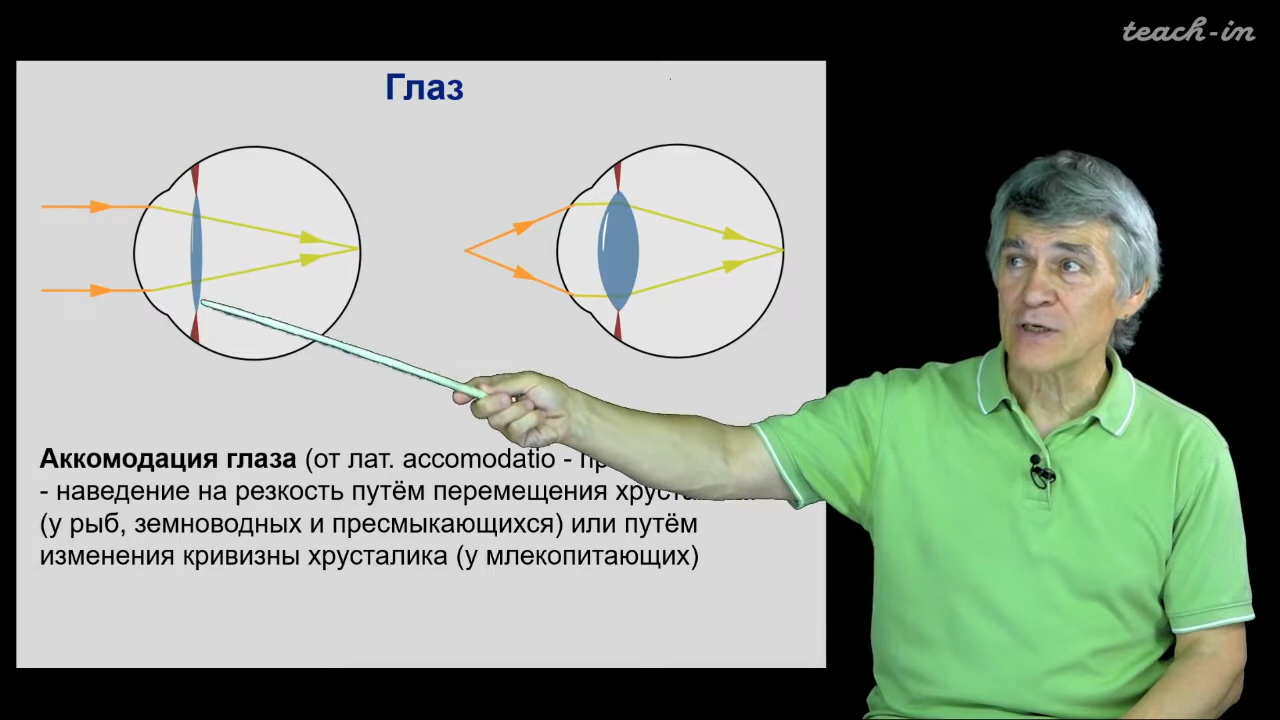 teach-in
Глаз
Аккомодация глаза (от лат. accomodatio -
- наведение на резкость путём перемещения
(у рыб, земноводных и пресмыкающихся) или путём
изменения кривизны хрусталика (у млекопитающих)